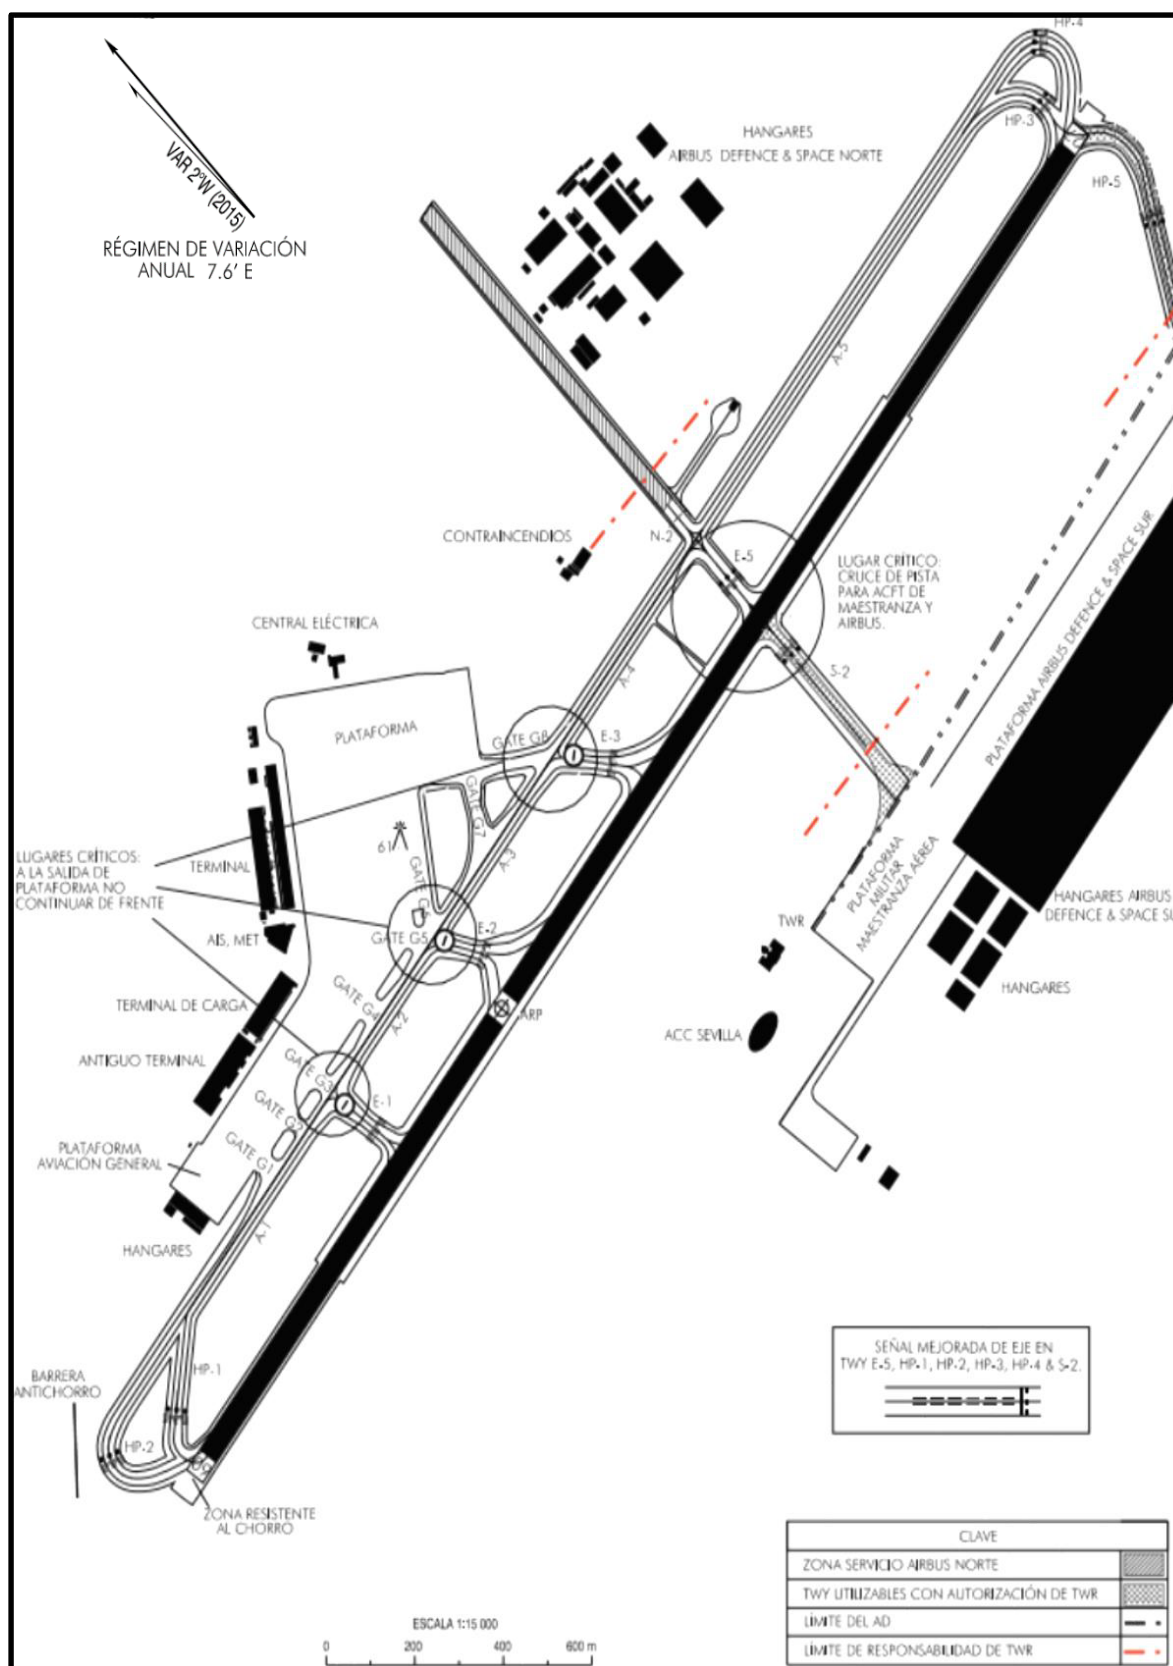 HP-4
HP-3
HP-5
HANGARES
AIRBUS DEFENCE & SPACE NORTE
VAR 2°W (2015)
RÉGIMEN DE VARIACIÓN
ANUAL 7.6' E
A-5
CONTRAINCENDIOS
N-2
E-5
LUGAR CRÍTICO:
CRUCE DE PISTA
PARA ACFT DE
MAESTRANZA Y
AIRBUS.
PLATAFORMA AIRBUS DEFENCE & SPACE SUR
CENTRAL ELÉCTRICA
A-4
S-2
PLATAFORMA
GATE G8
E-3
GATE G7
61
A-3
LUGARES CRÍTICOS:
A LA SALIDA DE
PLATAFORMA NO
CONTINUAR DE FRENTE
TERMINAL
GATE G6
PLATAFORMA
MILITAR
MAESTRANZA AÉREA
HANGARES AIRBUS
DEFENCE & SPACE
TWR
E-2
GATE G5
AIS, MET
HANGARES
GATE G4
A-2
ARP
TERMINAL DE CARGA
ACC SEVILLA
ANTIGUO TERMINAL
GATE G3
E-1
GATE G2
GATE G1
PLATAFORMA
AVIACIÓN GENERAL
A-1
HANGARES
HP-1
BARRERA
ANTICHORRO
HP-2
09
ZONA RESISTENTE
AL CHORRO
SEÑAL MEJORADA DE EJE EN
TWY E-5, HP-1, HP-2, HP-3, HP-4 & S-2.
CLAVE
ZONA SERVICIO AIRBUS NORTE
TWY UTILIZABLES CON AUTORIZACIÓN DE TWR
LÍMITE DEL AD
LÍMITE DE RESPONSABILIDAD DE TWR
ESCALA 1:15 000
0 200 400 600 m